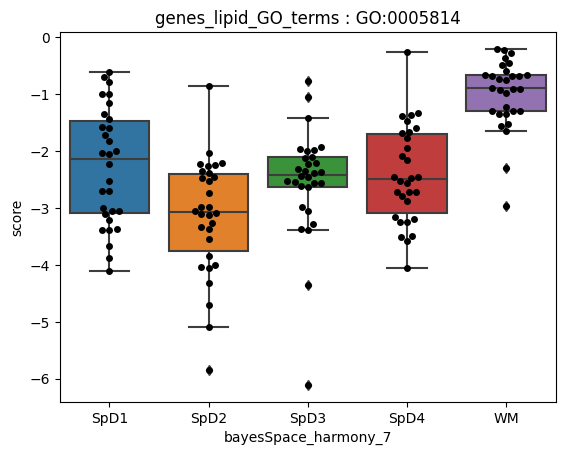 genes_lipid_GO_terms : GO:0005814
score
0
−1
−2
−3
−4
−5
−6
SpD1 SpD2 SpD3 SpD4 WM
bayesSpace_harmony_7